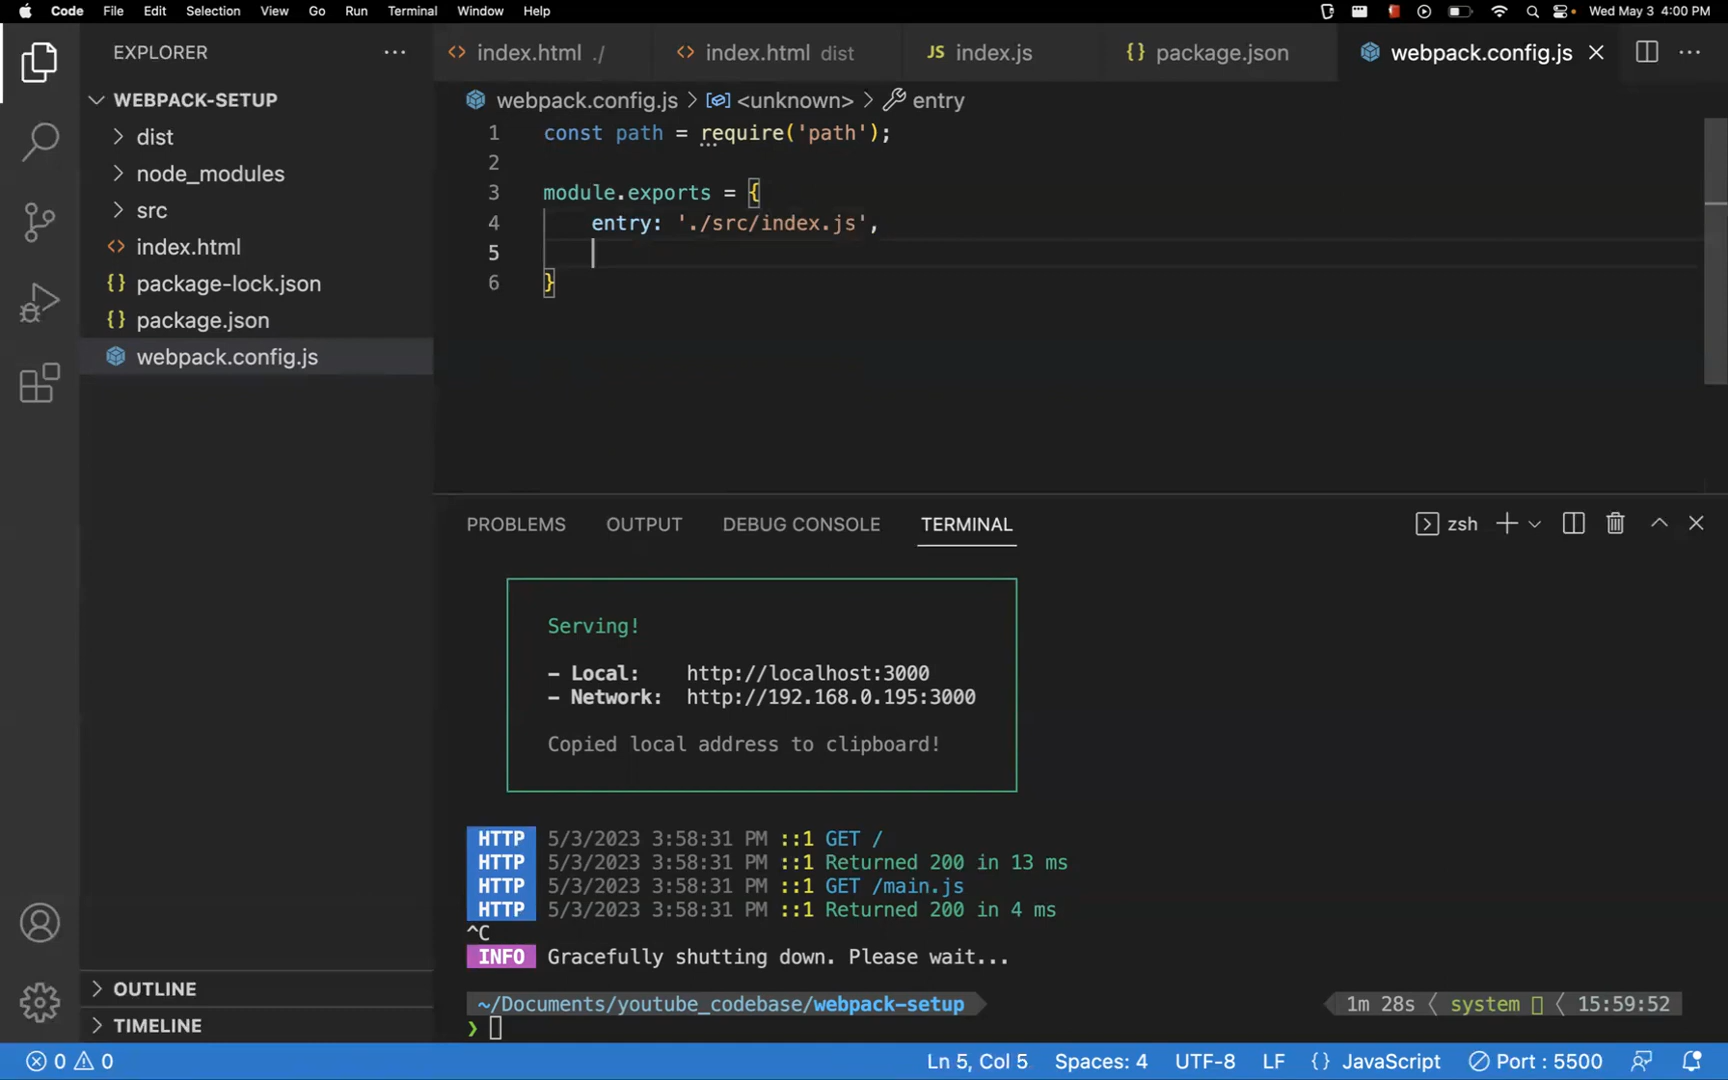 Code File Edit Selection View Go Run Terminal Window Help Wed May 3 4:00 PM
EXPLORER
index.html ./ index.html dist JS index.js {} package.json webpack.config.js
WEBPACK-SETUP
dist
node_modules
src
index.html
{} package-lock.json
{} package.json
webpack.config.js
webpack.config.js > <unknown> > entry
1 const path = require('path');
2
3 module.exports = {
4 entry: './src/index.js',
5
6 }
PROBLEMS OUTPUT DEBUG CONSOLE TERMINAL zsh
Serving!
– Local: http://localhost:3000
– Network: http://192.168.0.195:3000
Copied local address to clipboard!
HTTP 5/3/2023 3:58:31 PM ::1 GET /
HTTP 5/3/2023 3:58:31 PM ::1 Returned 200 in 13 ms
HTTP 5/3/2023 3:58:31 PM ::1 GET /main.js
HTTP 5/3/2023 3:58:31 PM ::1 Returned 200 in 4 ms
^C
INFO Gracefully shutting down. Please wait...
~/Documents/youtube_codebase/webpack-setup 1m 28s system 15:59:52
❯
OUTLINE
TIMELINE
0 0 Ln 5, Col 5 Spaces: 4 UTF-8 LF {} JavaScript Port : 5500